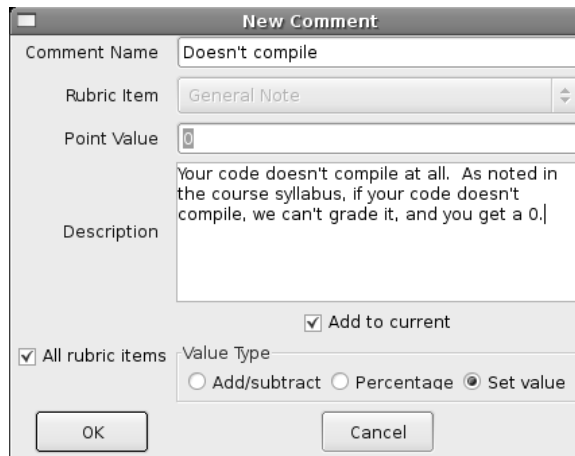 New Comment
Comment Name Doesn't compile
Rubric Item General Note
Point Value 0
Your code doesn't compile at all.  As noted in
the course syllabus, if your code doesn't
compile, we can't grade it, and you get a 0.
Description
Add to current
All rubric items Value Type
Add/subtract Percentage Set value
OK Cancel